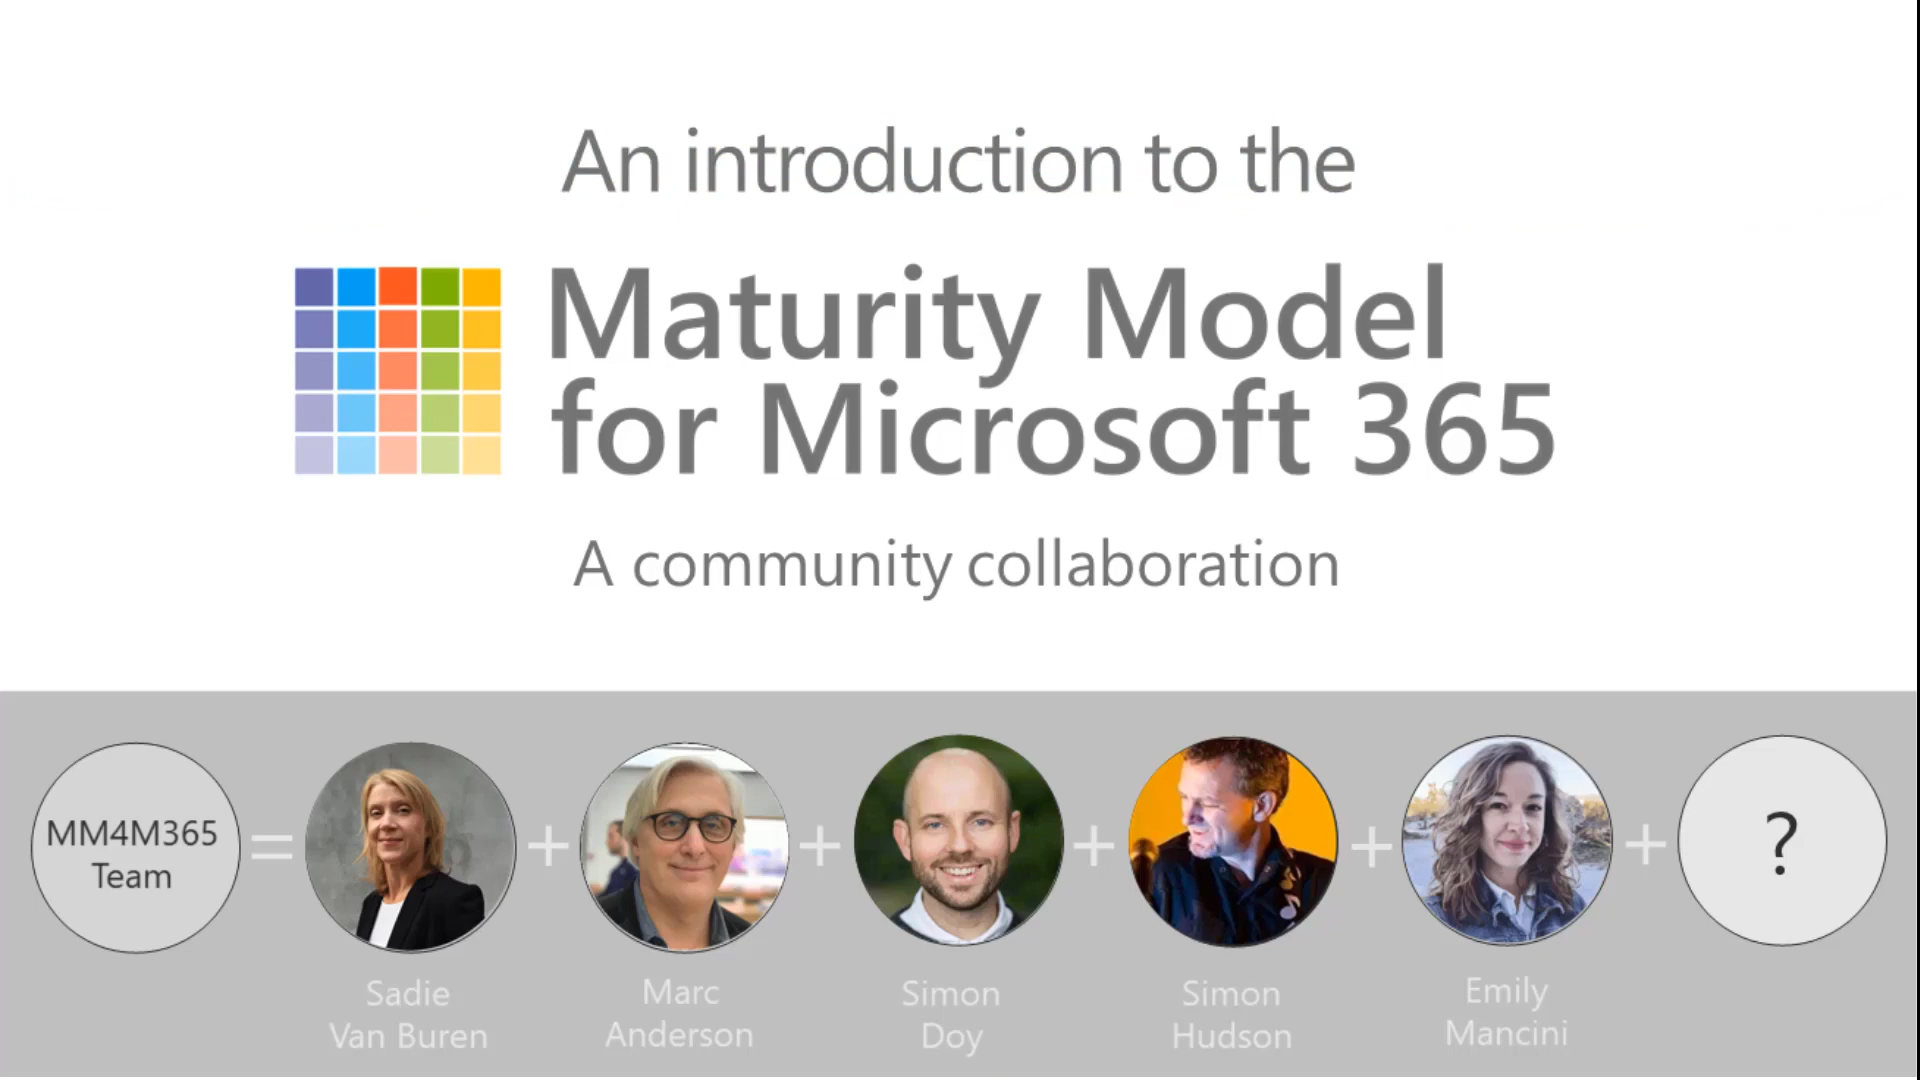 An introduction to the
Maturity Model
for Microsoft 365
A community collaboration
MM4M365
Team
=
+
+
+
+
+
?
Sadie
Van Buren
Marc
Anderson
Simon
Doy
Simon
Hudson
Emily
Mancini